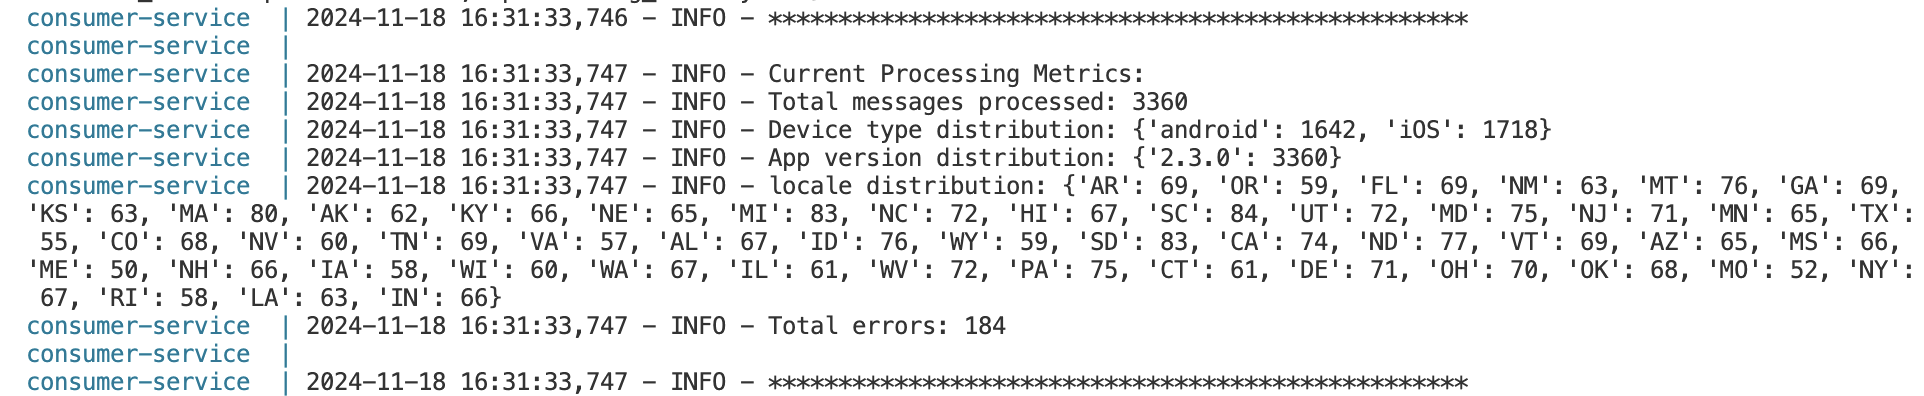 consumer-service  | 2024-11-18 16:31:33,746 - INFO - **************************************************
consumer-service  |
consumer-service  | 2024-11-18 16:31:33,747 - INFO - Current Processing Metrics:
consumer-service  | 2024-11-18 16:31:33,747 - INFO - Total messages processed: 3360
consumer-service  | 2024-11-18 16:31:33,747 - INFO - Device type distribution: {'android': 1642, 'iOS': 1718}
consumer-service  | 2024-11-18 16:31:33,747 - INFO - App version distribution: {'2.3.0': 3360}
consumer-service  | 2024-11-18 16:31:33,747 - INFO - locale distribution: {'AR': 69, 'OR': 59, 'FL': 69, 'NM': 63, 'MT': 76, 'GA': 69,
'KS': 63, 'MA': 80, 'AK': 62, 'KY': 66, 'NE': 65, 'MI': 83, 'NC': 72, 'HI': 67, 'SC': 84, 'UT': 72, 'MD': 75, 'NJ': 71, 'MN': 65, 'TX':
55, 'CO': 68, 'NV': 60, 'TN': 69, 'VA': 57, 'AL': 67, 'ID': 76, 'WY': 59, 'SD': 83, 'CA': 74, 'ND': 77, 'VT': 69, 'AZ': 65, 'MS': 66,
'ME': 50, 'NH': 66, 'IA': 58, 'WI': 60, 'WA': 67, 'IL': 61, 'WV': 72, 'PA': 75, 'CT': 61, 'DE': 71, 'OH': 70, 'OK': 68, 'MO': 52, 'NY':
67, 'RI': 58, 'LA': 63, 'IN': 66}
consumer-service  | 2024-11-18 16:31:33,747 - INFO - Total errors: 184
consumer-service  |
consumer-service  | 2024-11-18 16:31:33,747 - INFO - **************************************************